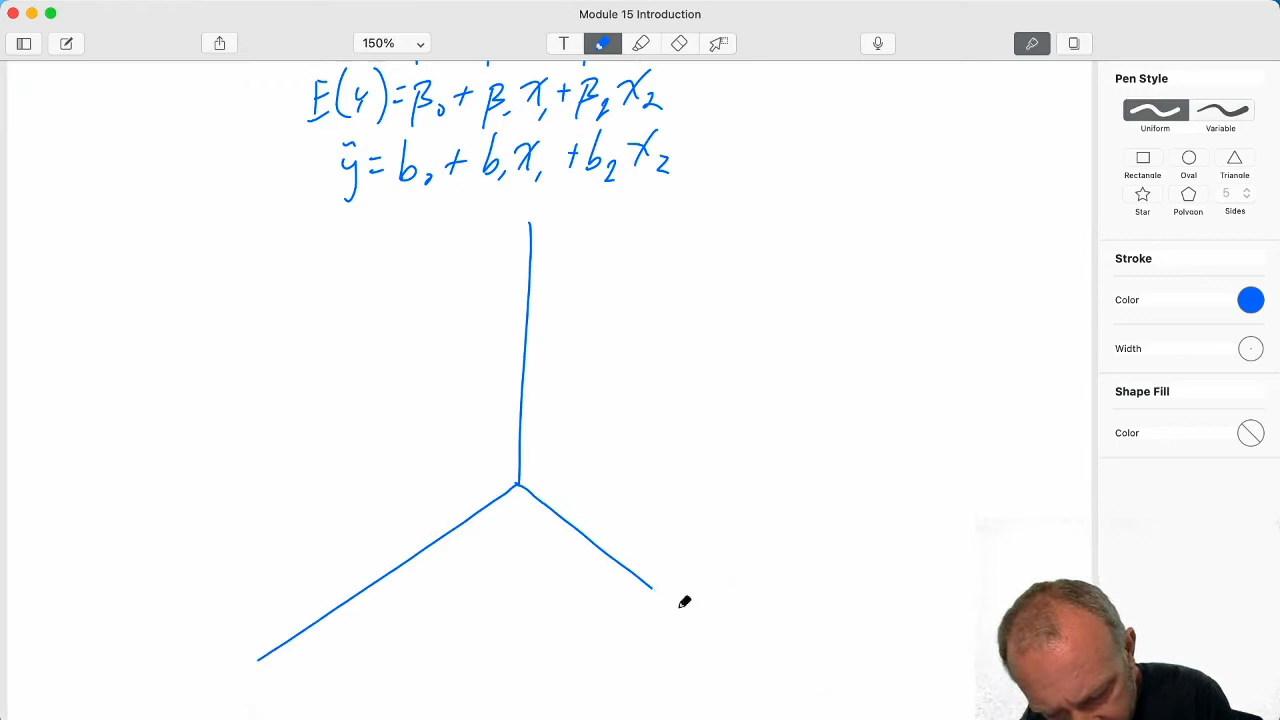 Module 15 Introduction
150%
T
E(y)=β₀+β₁x₁+β₂x₂
ŷ=b₀+b₁x₁+b₂x₂
Pen Style
Uniform Variable
Rectangle Oval Triangle
5
Star Polygon Sides
Stroke
Color
Width
Shape Fill
Color